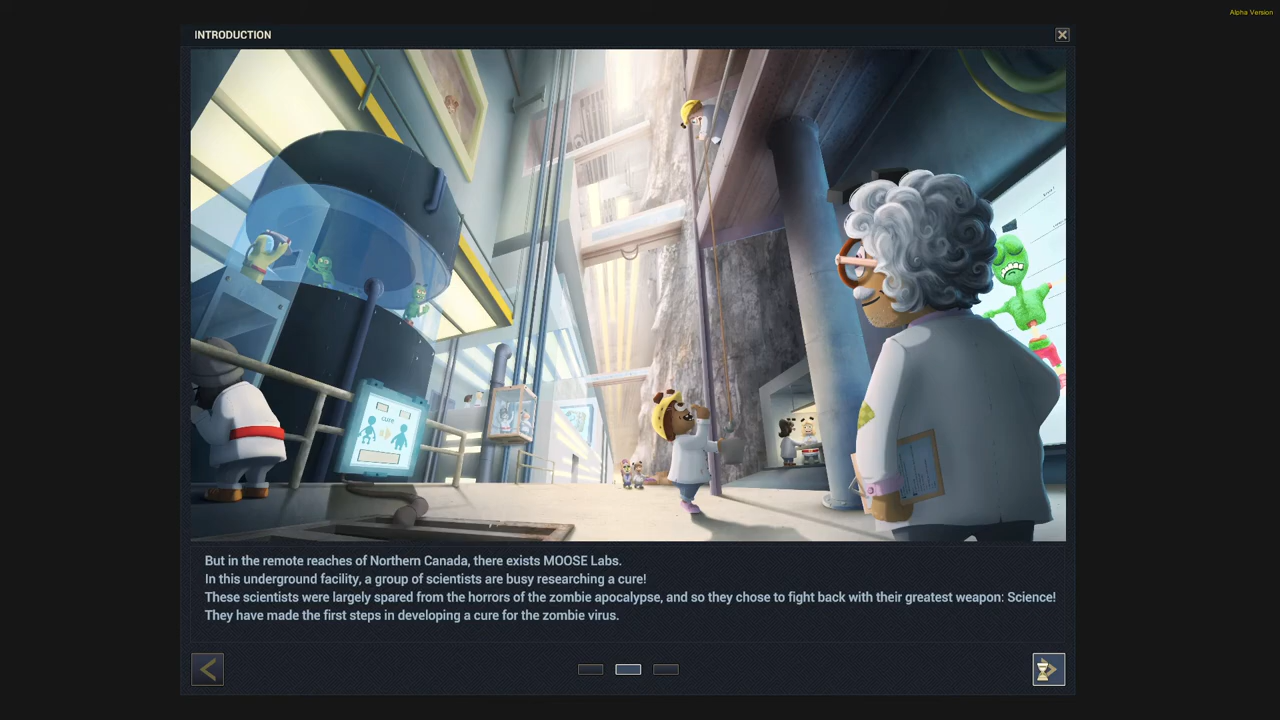 Alpha Version
INTRODUCTION
CURE
But in the remote reaches of Northern Canada, there exists MOOSE Labs.
In this underground facility, a group of scientists are busy researching a cure!
These scientists were largely spared from the horrors of the zombie apocalypse, and so they chose to fight back with their greatest weapon: Science!
They have made the first steps in developing a cure for the zombie virus.